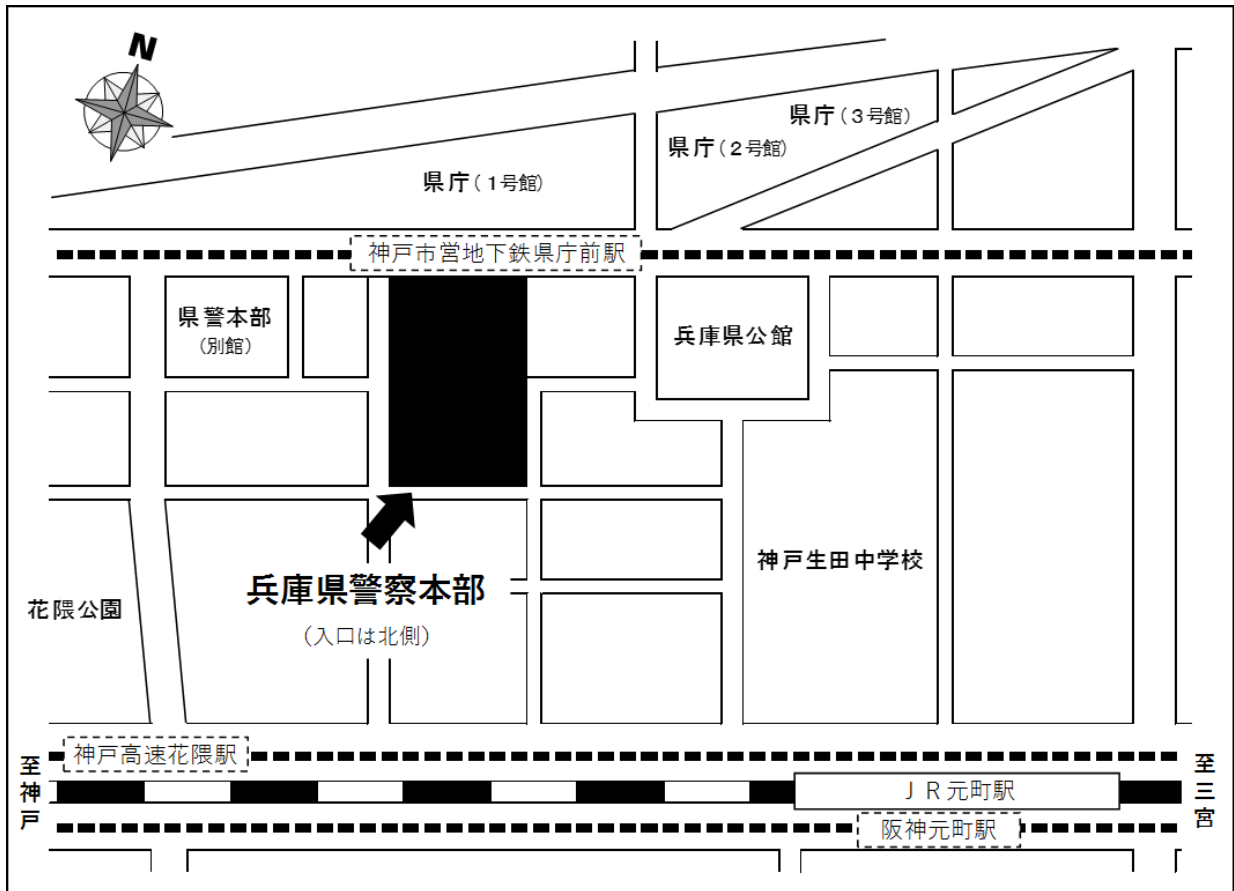 N
県庁(3号館)
県庁(2号館)
県庁(1号館)
神戸市営地下鉄県庁前駅
県警本部
(別館)
兵庫県公館
神戸生田中学校
兵庫県警察本部
(入口は北側)
花隈公園
神戸高速花隈駅
至神戸
JR元町駅
至三宮
阪神元町駅